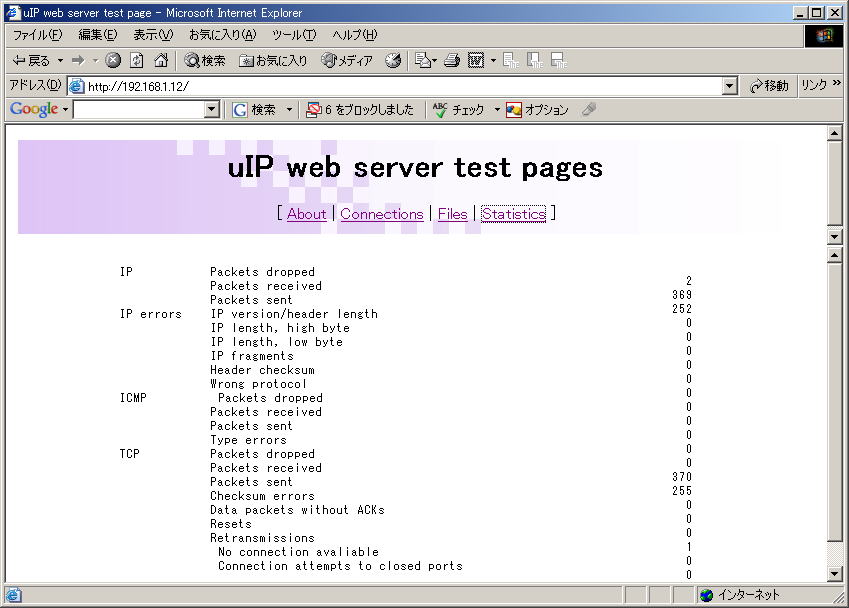 uIP web server test page - Microsoft Internet Explorer
ファイル(F) 編集(E) 表示(V) お気に入り(A) ツール(T) ヘルプ(H)
戻る 検索 お気に入り メディア
アドレス(D) http://192.168.1.12/ 移動 リンク »
Google 検索 6 をブロックしました ABC チェック オプション
uIP web server test pages
[ About | Connections | Files | Statistics ]
IP Packets dropped 2
Packets received 369
Packets sent 252
IP errors IP version/header length 0
IP length, high byte 0
IP length, low byte 0
IP fragments 0
Header checksum 0
Wrong protocol 0
ICMP Packets dropped 0
Packets received 0
Packets sent 0
Type errors 0
TCP Packets dropped 0
Packets received 370
Packets sent 255
Checksum errors 0
Data packets without ACKs 0
Resets 0
Retransmissions 1
No connection avaliable 0
Connection attempts to closed ports 0
インターネット